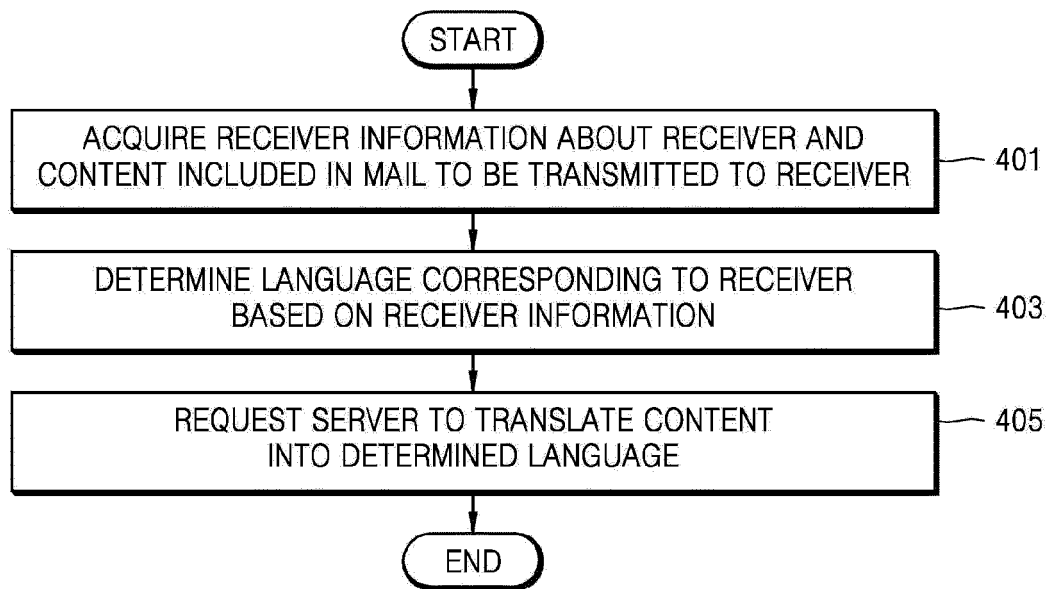 START
ACQUIRE RECEIVER INFORMATION ABOUT RECEIVER AND
CONTENT INCLUDED IN MAIL TO BE TRANSMITTED TO RECEIVER
401
DETERMINE LANGUAGE CORRESPONDING TO RECEIVER
BASED ON RECEIVER INFORMATION
403
REQUEST SERVER TO TRANSLATE CONTENT
INTO DETERMINED LANGUAGE
405
END